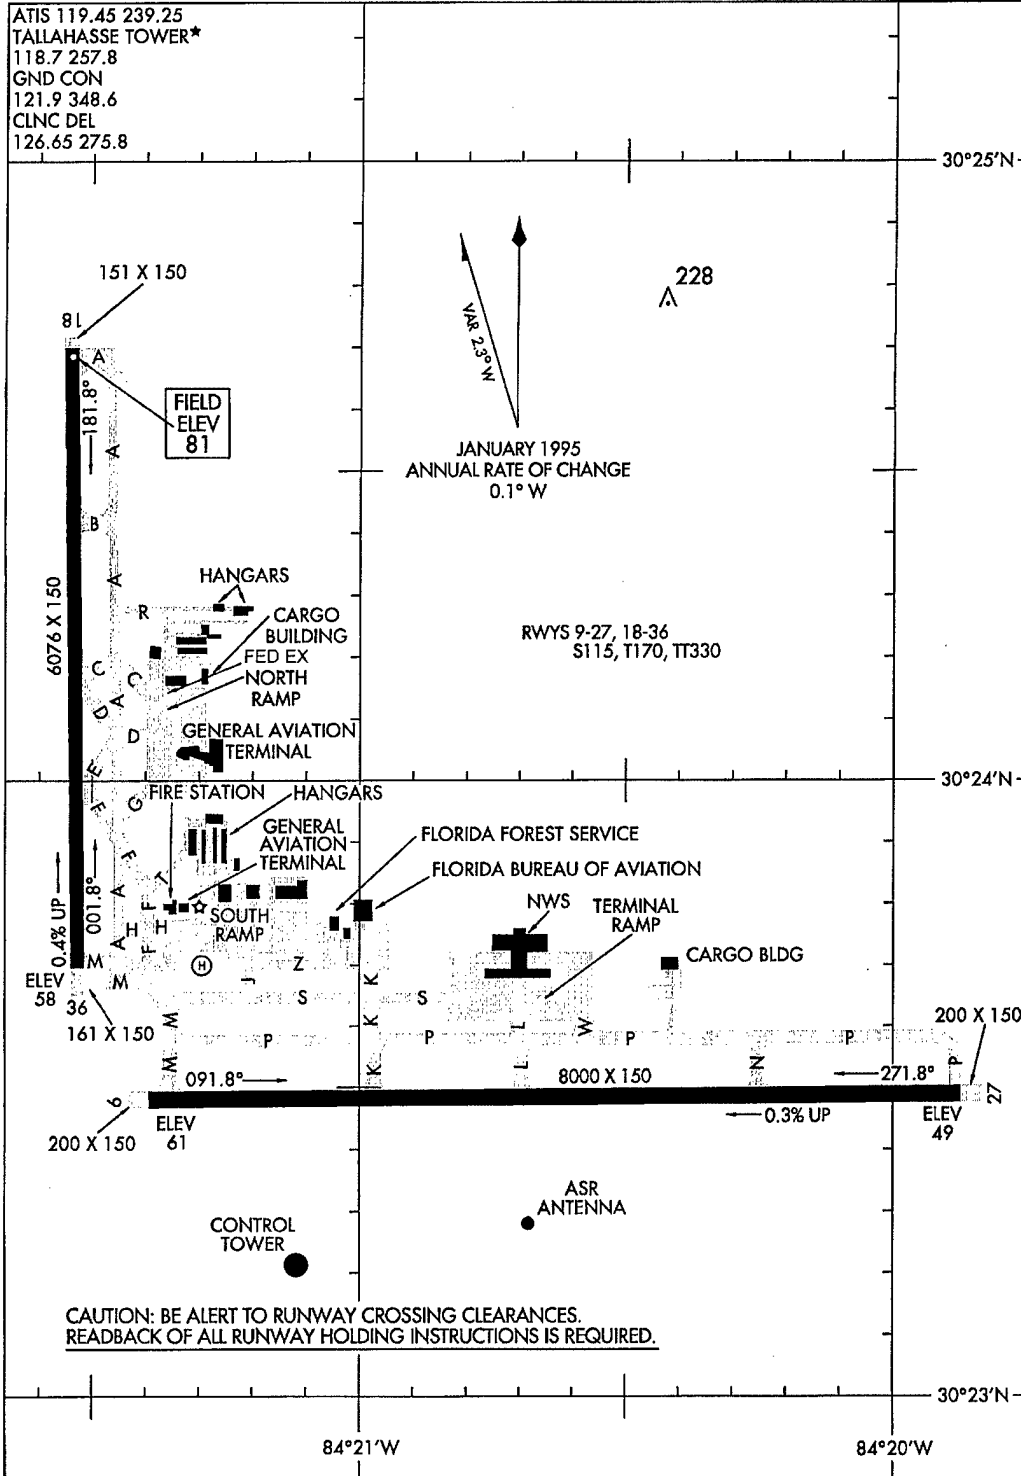 ATIS 119.45 239.25
TALLAHASSE TOWER*
118.7 257.8
GND CON
121.9 348.6
CLNC DEL
126.65 275.8
30°25'N
151 X 150
228
18
VAR 2.3° W
A
181.8°
FIELD
ELEV
81
A
JANUARY 1995
ANNUAL RATE OF CHANGE
0.1° W
B
A
HANGARS
R
CARGO
BUILDING
6076 X 150
RWYS 9-27, 18-36
S115, T170, TT330
FED EX
C
C
NORTH
RAMP
A
D
D
GENERAL AVIATION
TERMINAL
E
30°24'N
FIRE STATION
HANGARS
F
G
GENERAL
AVIATION
TERMINAL
FLORIDA FOREST SERVICE
F
FLORIDA BUREAU OF AVIATION
0.4% UP
001.8°
T
A
NWS
TERMINAL
RAMP
F
H
H
SOUTH
RAMP
A
F
CARGO BLDG
M
H
Z
ELEV
58
M
J
K
36
S
S
200 X 150
161 X 150
M
K
L
W
P
P
P
P
M
K
L
N
P
091.8°
8000 X 150
271.8°
9
27
ELEV
61
0.3% UP
ELEV
49
200 X 150
ASR
ANTENNA
CONTROL
TOWER
CAUTION: BE ALERT TO RUNWAY CROSSING CLEARANCES.
READBACK OF ALL RUNWAY HOLDING INSTRUCTIONS IS REQUIRED.
30°23'N
84°21'W
84°20'W